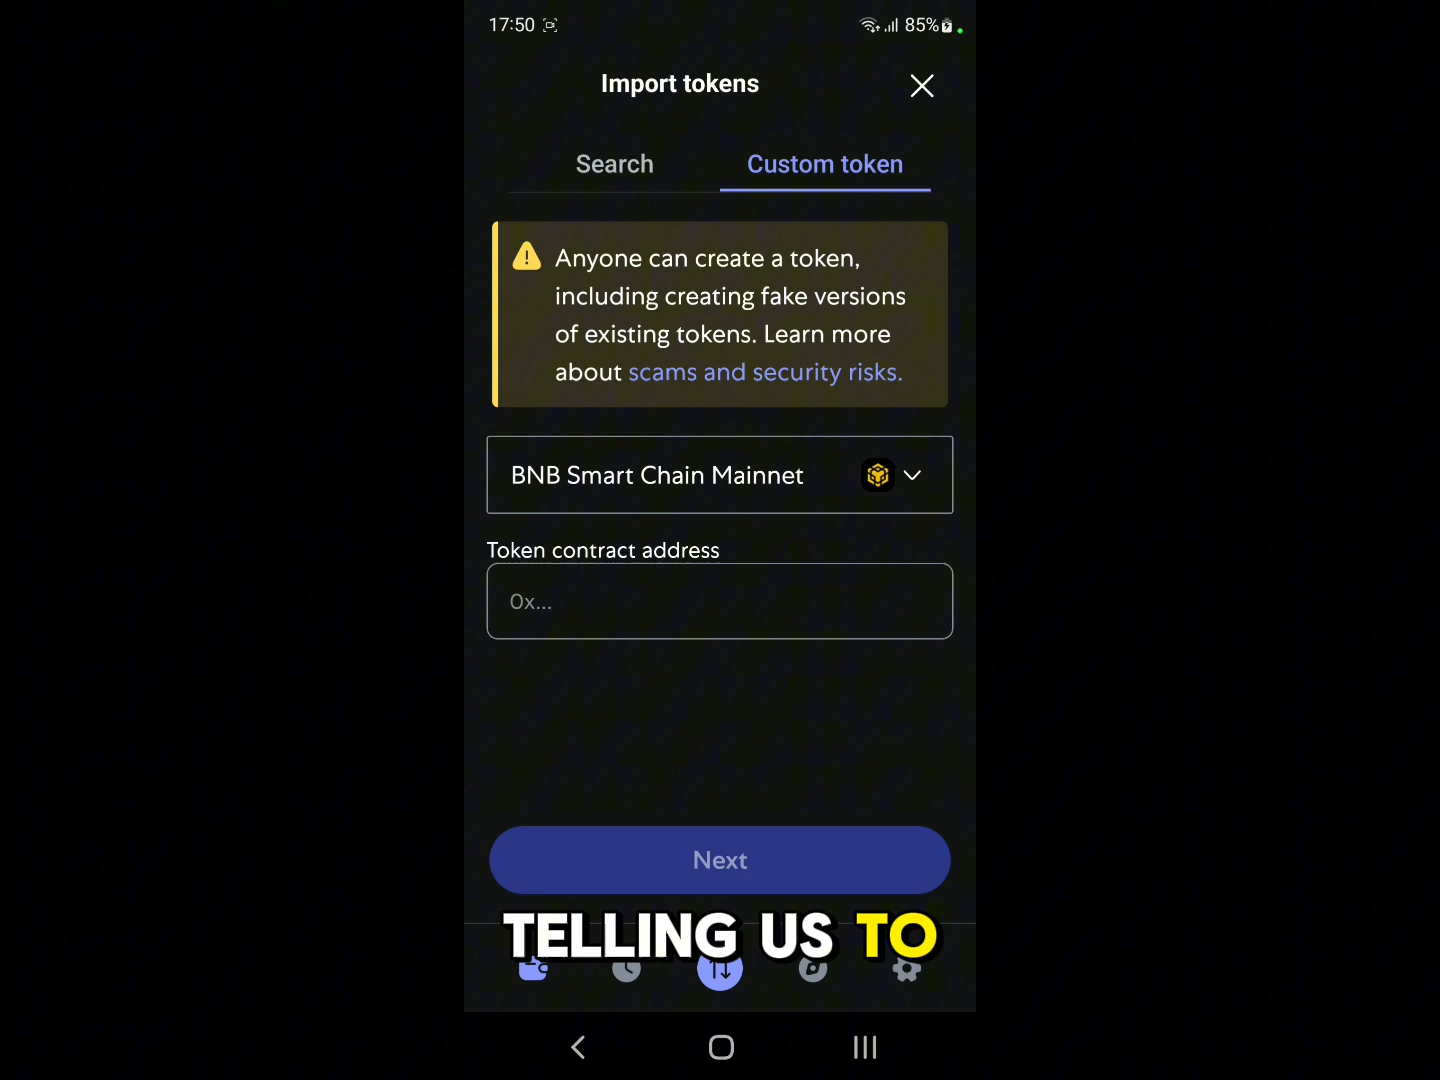 17:50
85%
Import tokens
Search
Custom token
Anyone can create a token,
including creating fake versions
of existing tokens. Learn more
about scams and security risks.
BNB Smart Chain Mainnet
Token contract address
0x...
Next
TELLING US TO